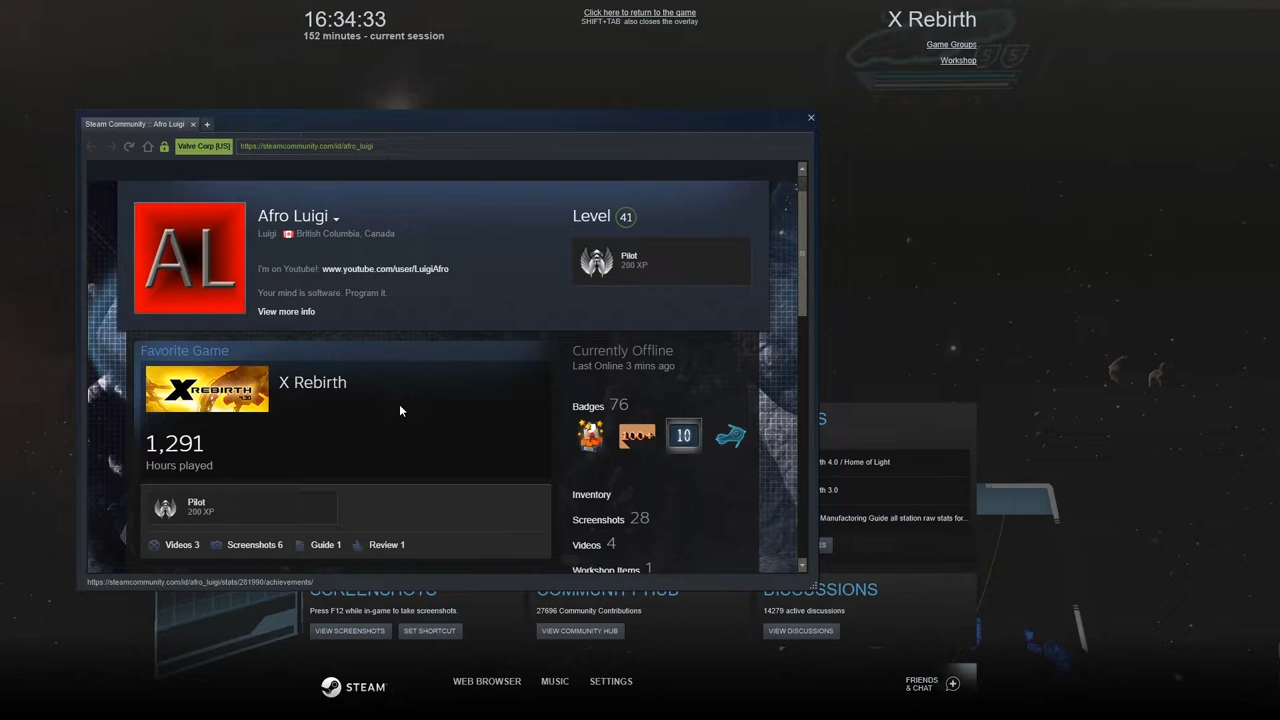 16:34:33
152 minutes - current session
Click here to return to the game
SHIFT+TAB also closes the overlay
X Rebirth
Game Groups
Workshop
Steam Community :: Afro Luigi
Valve Corp [US]
https://steamcommunity.com/id/afro_luigi
AL
Afro Luigi
Luigi British Columbia, Canada
I'm on Youtube! www.youtube.com/user/LuigiAfro
Your mind is software. Program it.
View more info
Level 41
Pilot
200 XP
Favorite Game
X REBIRTH 4.30
X Rebirth
1,291
Hours played
Pilot
200 XP
Videos 3 Screenshots 6 Guide 1 Review 1
Currently Offline
Last Online 3 mins ago
Badges 76
100+ 10
Inventory
Screenshots 28
Videos 4
Workshop Items 1
https://steamcommunity.com/id/afro_luigi/stats/281990/achievements/
th 4.0 / Home of Light
th 3.0
Manufactoring Guide all station raw stats for...
SCREENSHOTS
Press F12 while in-game to take screenshots.
VIEW SCREENSHOTS SET SHORTCUT
COMMUNITY HUB
27696 Community Contributions
VIEW COMMUNITY HUB
DISCUSSIONS
14279 active discussions
VIEW DISCUSSIONS
STEAM
WEB BROWSER MUSIC SETTINGS
FRIENDS
& CHAT